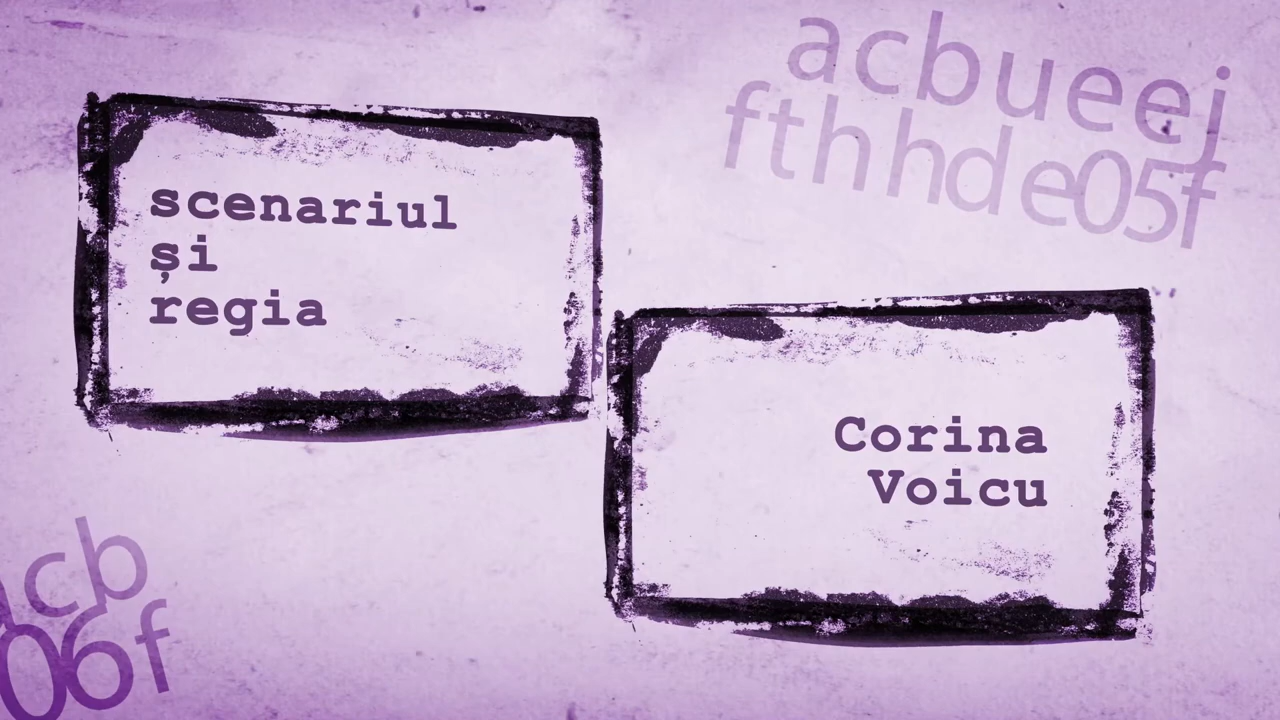 acbueej
fthhde05f
scenariul
și
regia
Corina
Voicu
cb
06f